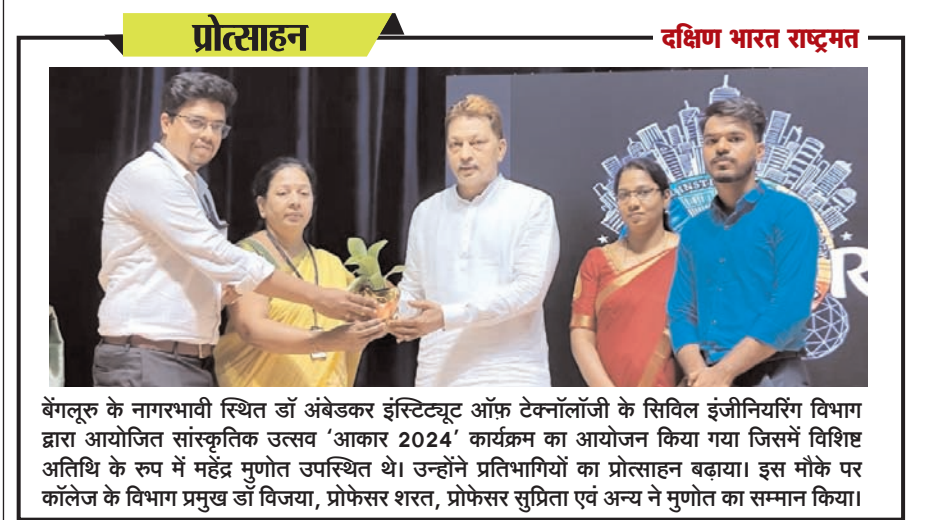 प्रोत्साहन
दक्षिण भारत राष्ट्रमत
INSTI
R
बेंगलूरु के नागरभावी स्थित डॉ अंबेडकर इंस्टिट्यूट ऑफ़ टेक्नॉलॉजी के सिविल इंजीनियरिंग विभाग
द्वारा आयोजित सांस्कृतिक उत्सव ‘आकार 2024’ कार्यक्रम का आयोजन किया गया जिसमें विशिष्ट
अतिथि के रुप में महेंद्र मुणोत उपस्थित थे। उन्होंने प्रतिभागियों का प्रोत्साहन बढ़ाया। इस मौके पर
कॉलेज के विभाग प्रमुख डॉ विजया, प्रोफेसर शरत, प्रोफेसर सुप्रिता एवं अन्य ने मुणोत का सम्मान किया।